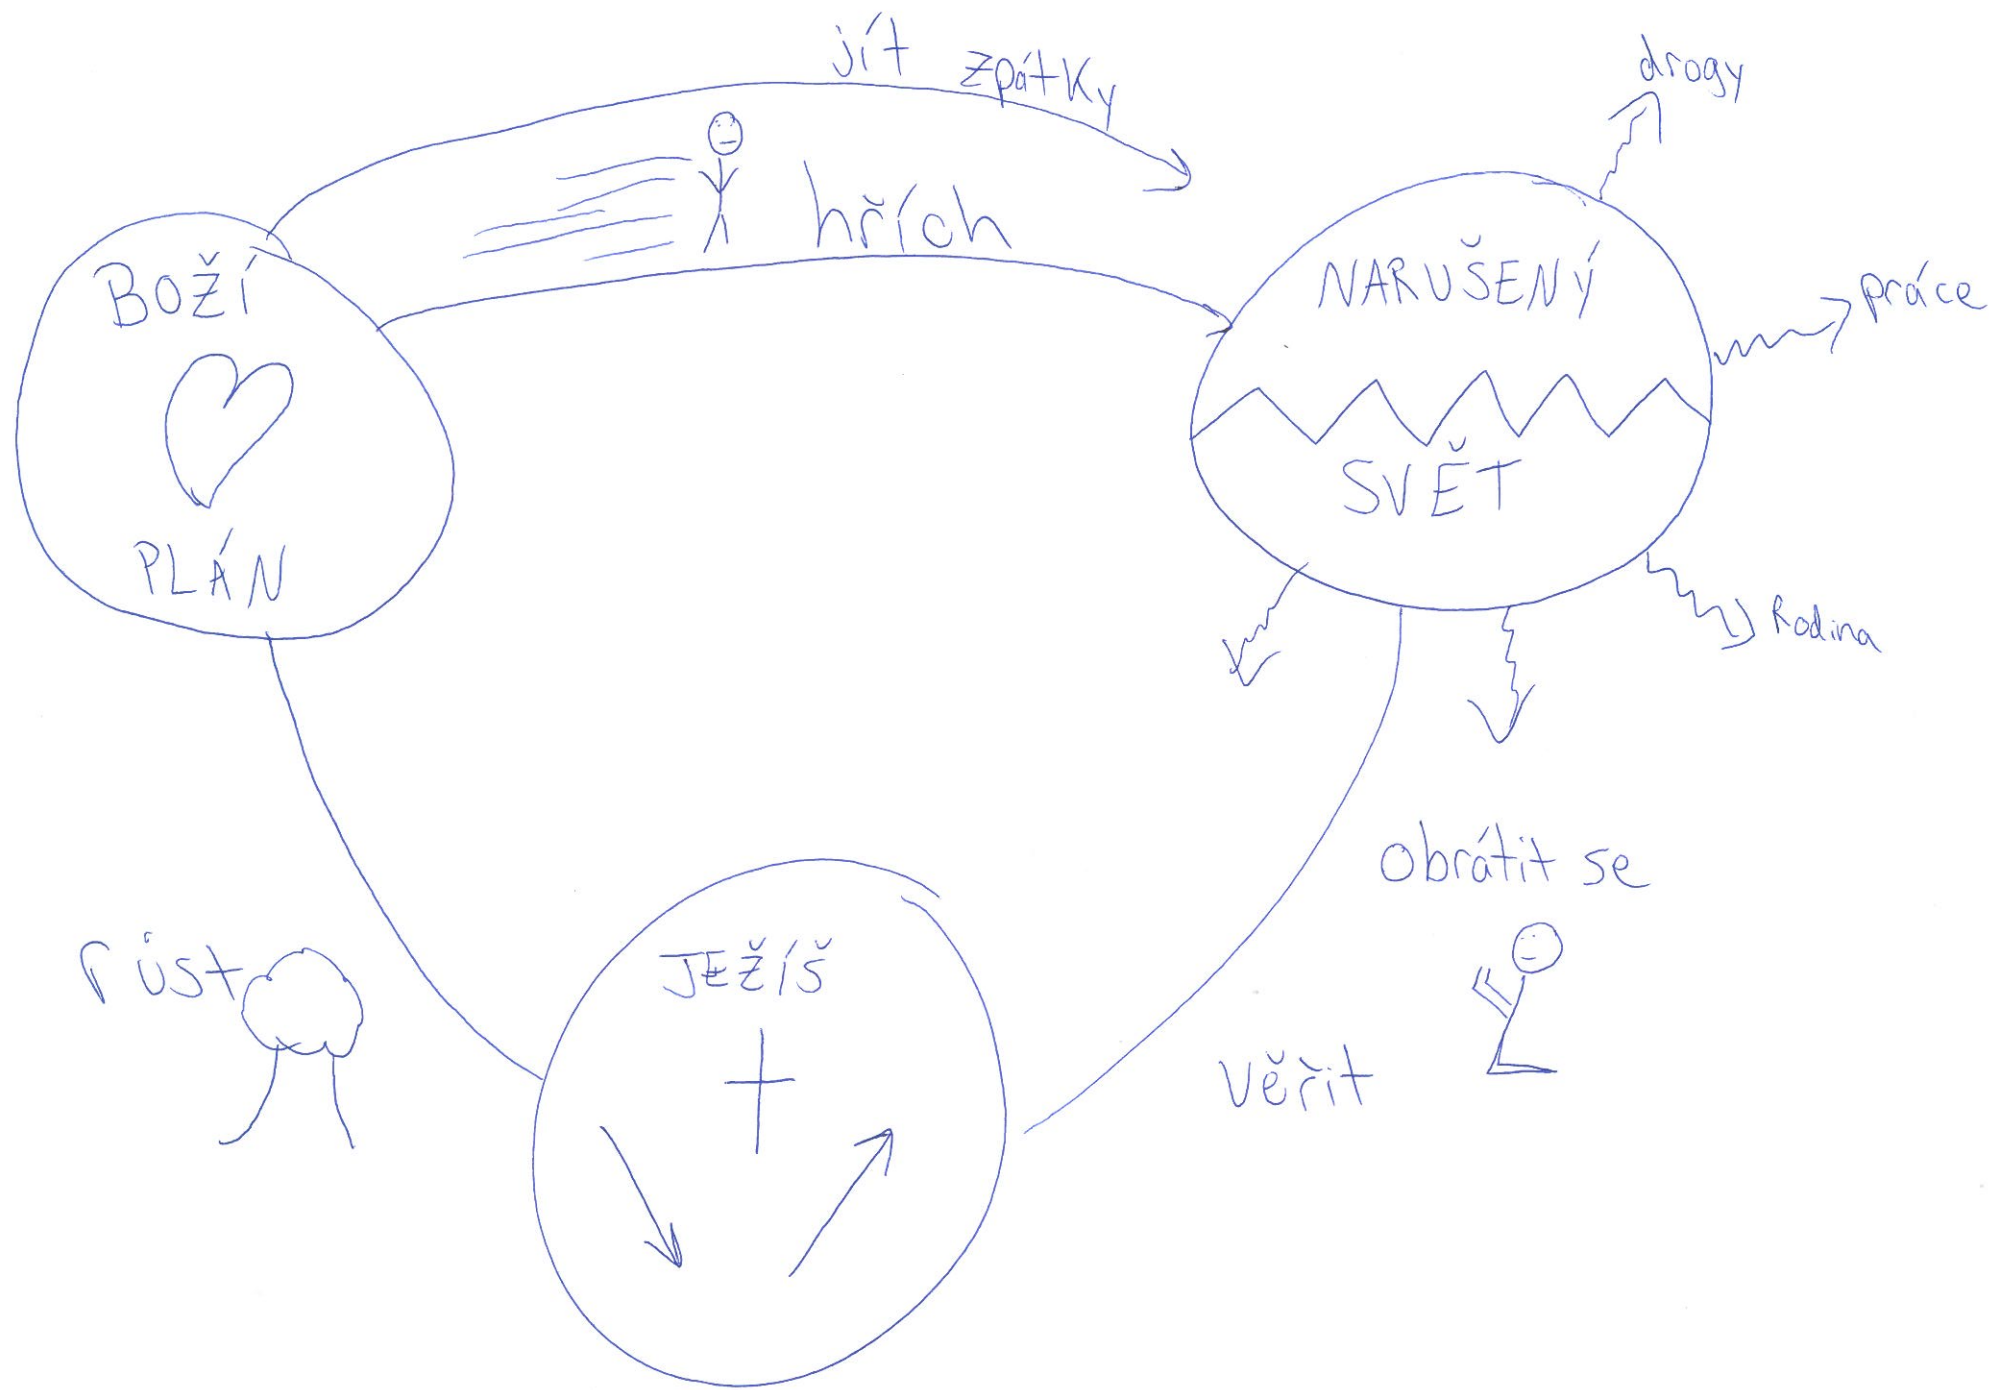 jít zpátky
drogy
hřích
BOŽÍ
PLÁN
NARUŠENÝ
SVĚT
práce
Rodina
obrátit se
věřit
růst
JEŽÍŠ